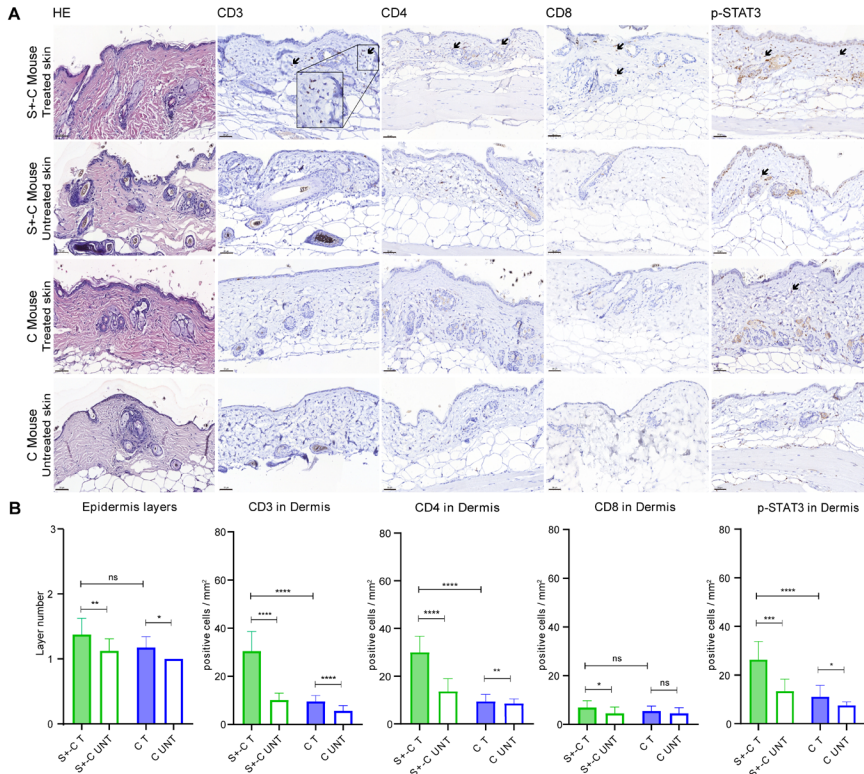 A
HE
CD3
CD4
CD8
p-STAT3
S+-C Mouse
Treated skin
S+-C Mouse
Untreated skin
C Mouse
Treated skin
C Mouse
Untreated skin
B
Epidermis layers
Layer number
3
2
1
0
ns
**
*
S+-C T
S+-C UNT
C T
C UNT
CD3 in Dermis
positive cells / mm²
80
60
40
20
0
****
****
****
S+-C T
S+-C UNT
C T
C UNT
CD4 in Dermis
positive cells / mm²
80
60
40
20
0
****
****
**
S+-C T
S+-C UNT
C T
C UNT
CD8 in Dermis
positive cells / mm²
80
60
40
20
0
ns
*
ns
S+-C T
S+-C UNT
C T
C UNT
p-STAT3 in Dermis
positive cells / mm²
80
60
40
20
0
****
***
*
S+-C T
S+-C UNT
C T
C UNT